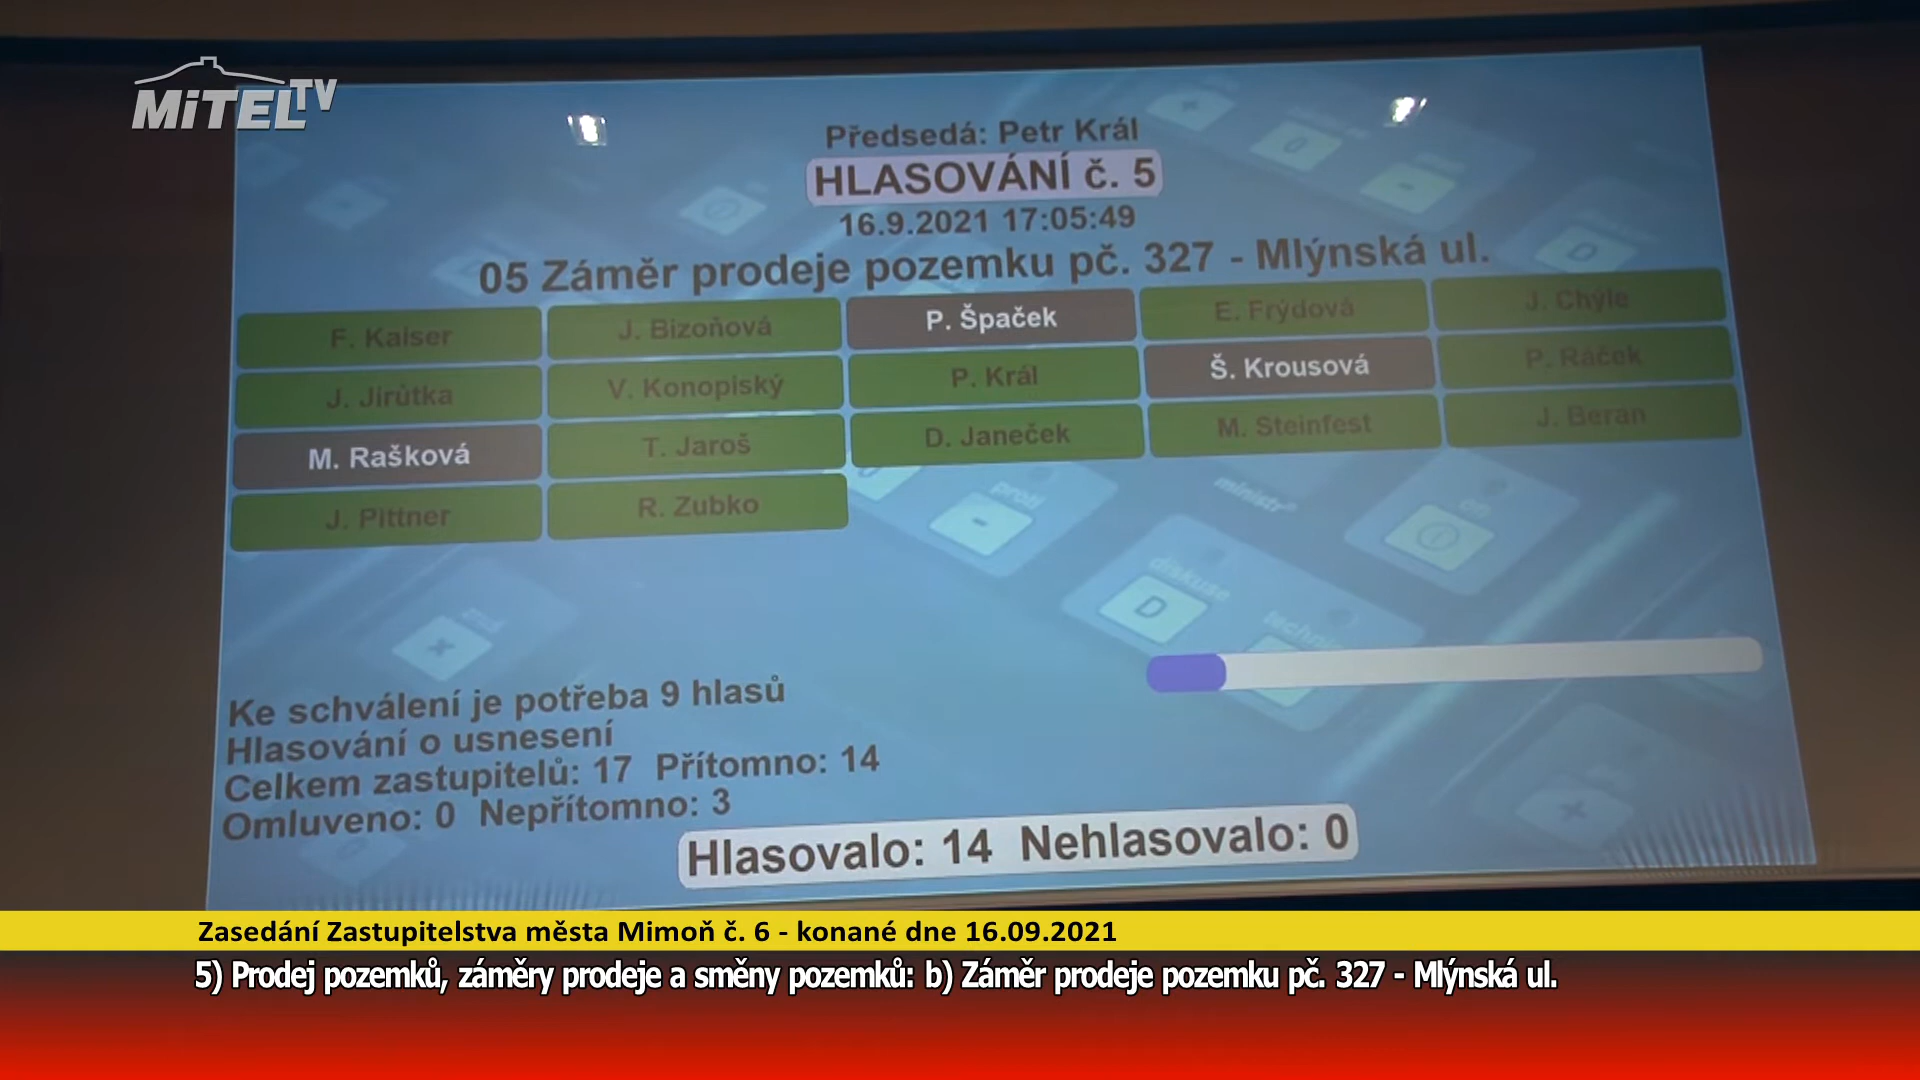 MiTEL TV
Předsedá: Petr Král
HLASOVÁNÍ č. 5
16.9.2021 17:05:49
05 Záměr prodeje pozemku pč. 327 - Mlýnská ul.
F. Kaiser J. Bizoňová P. Špaček E. Frýdová J. Chýle
J. Jirůtka V. Konopiský P. Král Š. Krousová P. Ráček
M. Rašková T. Jaroš D. Janeček M. Steinfest J. Beran
J. Pittner R. Zubko
proti
diskuse
D
Ke schválení je potřeba 9 hlasů
Hlasování o usnesení
Celkem zastupitelů: 17 Přítomno: 14
Omluveno: 0 Nepřítomno: 3
Hlasovalo: 14 Nehlasovalo: 0
Zasedání Zastupitelstva města Mimoň č. 6 - konané dne 16.09.2021
5) Prodej pozemků, záměry prodeje a směny pozemků: b) Záměr prodeje pozemku pč. 327 - Mlýnská ul.